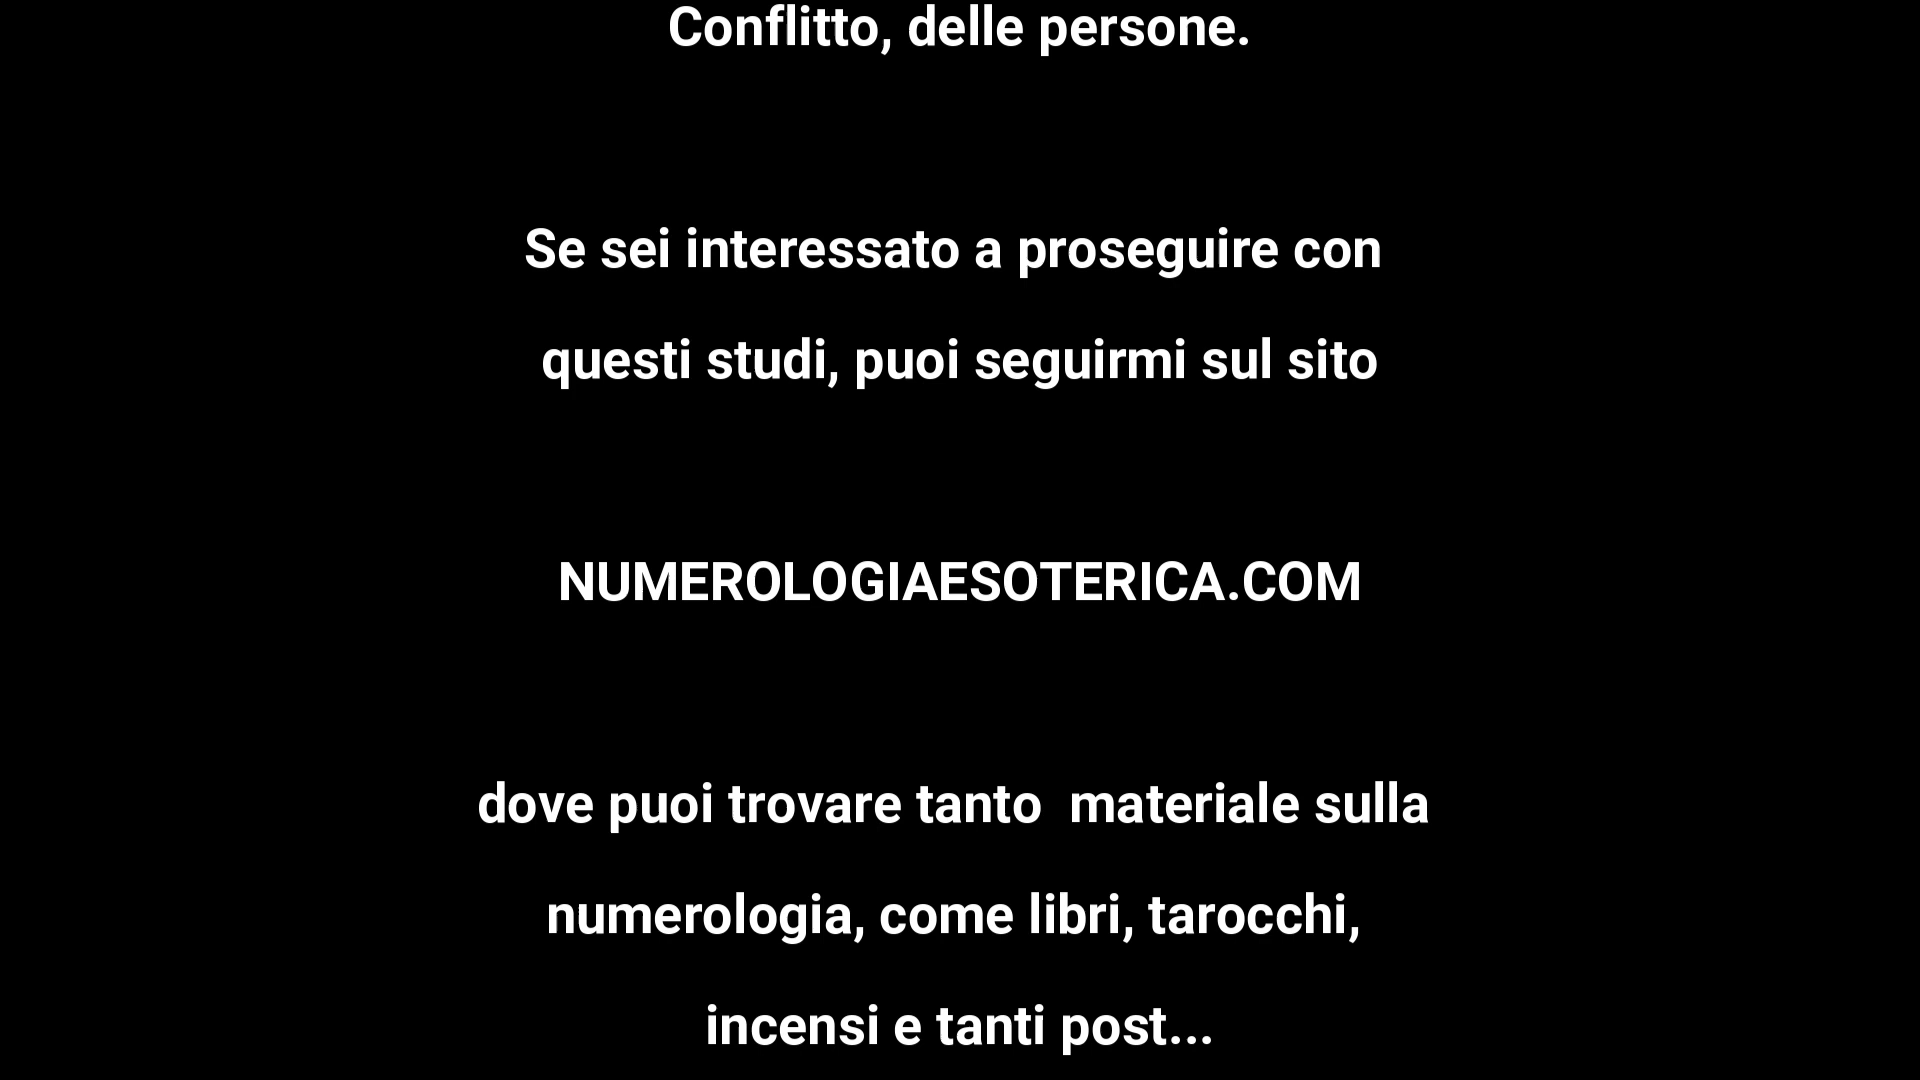 Conflitto, delle persone.
Se sei interessato a proseguire con
questi studi, puoi seguirmi sul sito
NUMEROLOGIAESOTERICA.COM
dove puoi trovare tanto  materiale sulla
numerologia, come libri, tarocchi,
incensi e tanti post...